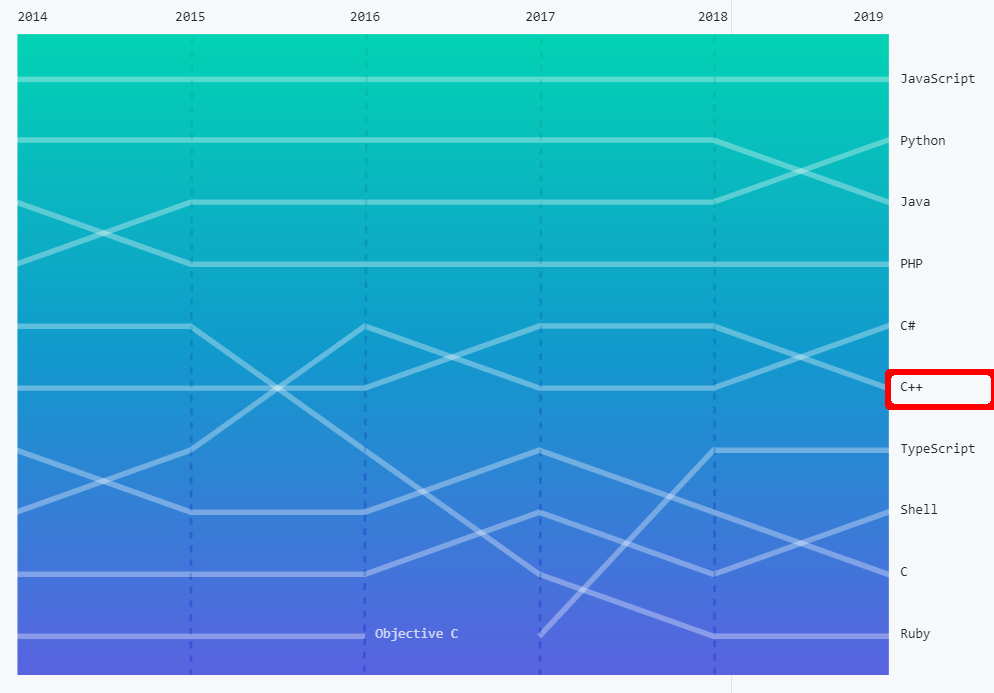 2014 2015 2016 2017 2018 2019
JavaScript
Python
Java
PHP
C#
C++
TypeScript
Shell
C
Objective C
Ruby